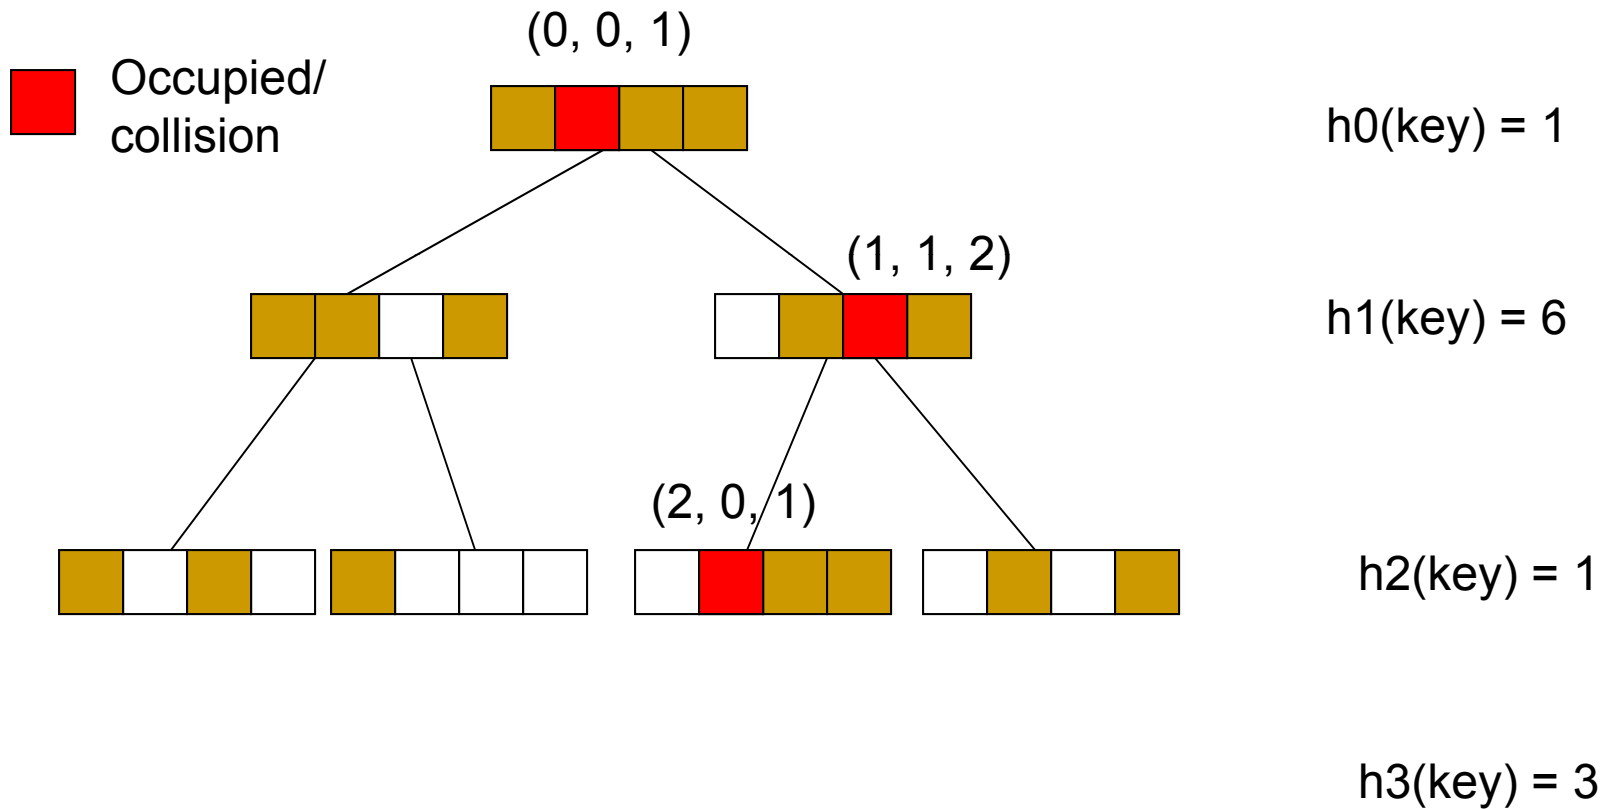 (0, 0, 1)
Occupied/
collision
h0(key) = 1
(1, 1, 2)
h1(key) = 6
(2, 0, 1)
h2(key) = 1
h3(key) = 3